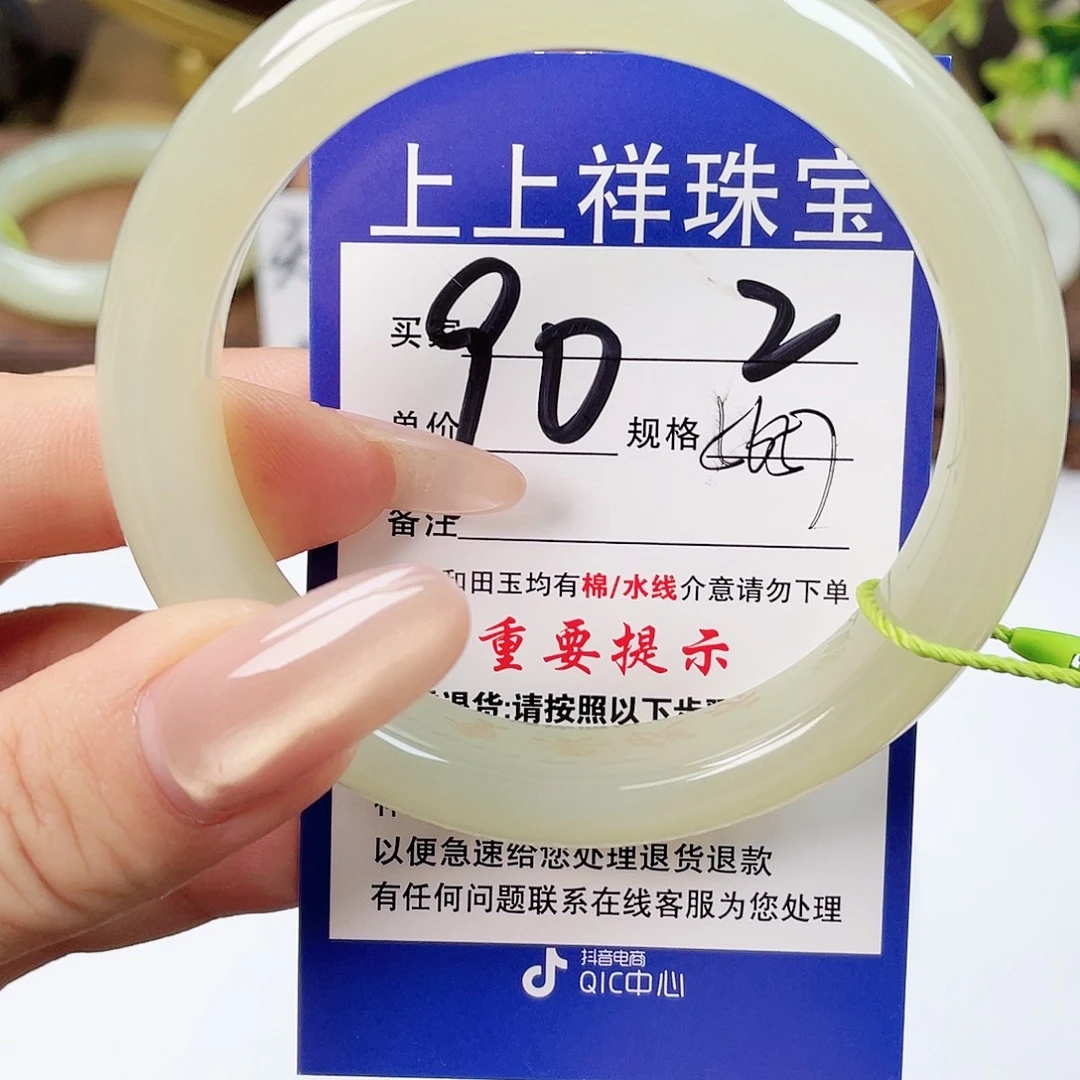 上上祥珠宝
买家 90 2
单价 规格
备注
和田玉均有棉/水线介意请勿下单
重要提示
退货:请按照以下步
以便急速给您处理退货退款
有任何问题联系在线客服为您处理
抖音电商
QIC中心